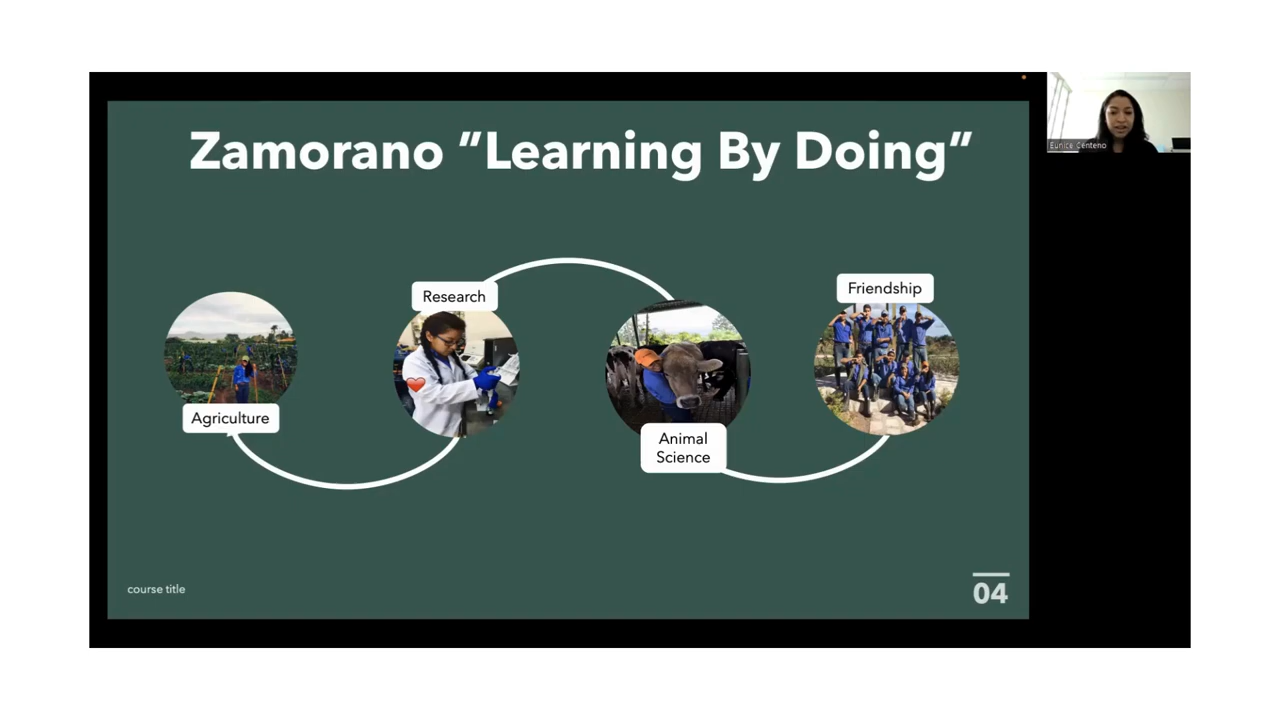 Zamorano “Learning By Doing”
Eunice Centeno
Research
Friendship
Agriculture
Animal
Science
course title
04